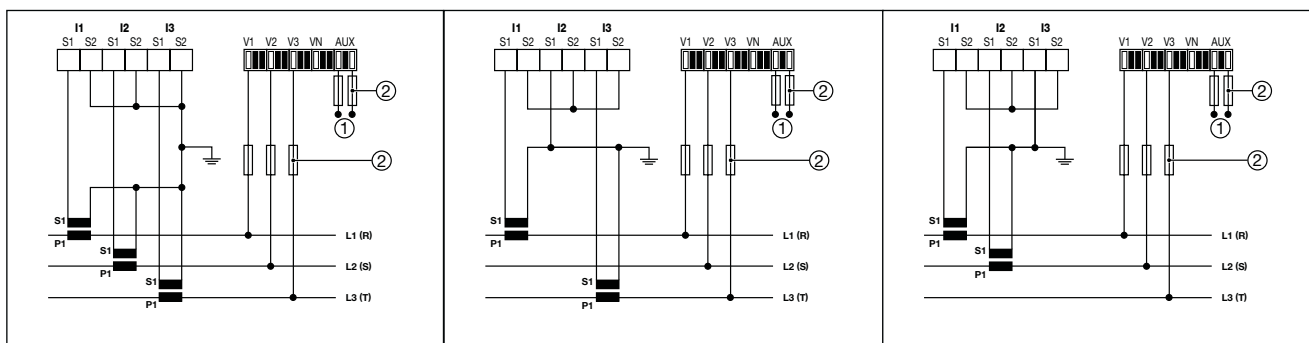 I1 I2 I3
S1 S2 S1 S2 S1 S2 V1 V2 V3 VN AUX
2
1
2
S1
P1 L1 (R)
S1
P1 L2 (S)
S1
P1 L3 (T)
I1 I2 I3
S1 S2 S1 S2 S1 S2 V1 V2 V3 VN AUX
2
1
2
S1
P1 L1 (R)
L2 (S)
S1
P1 L3 (T)
I1 I2 I3
S1 S2 S1 S2 S1 S2 V1 V2 V3 VN AUX
2
1
2
S1
P1 L1 (R)
S1
P1 L2 (S)
L3 (T)